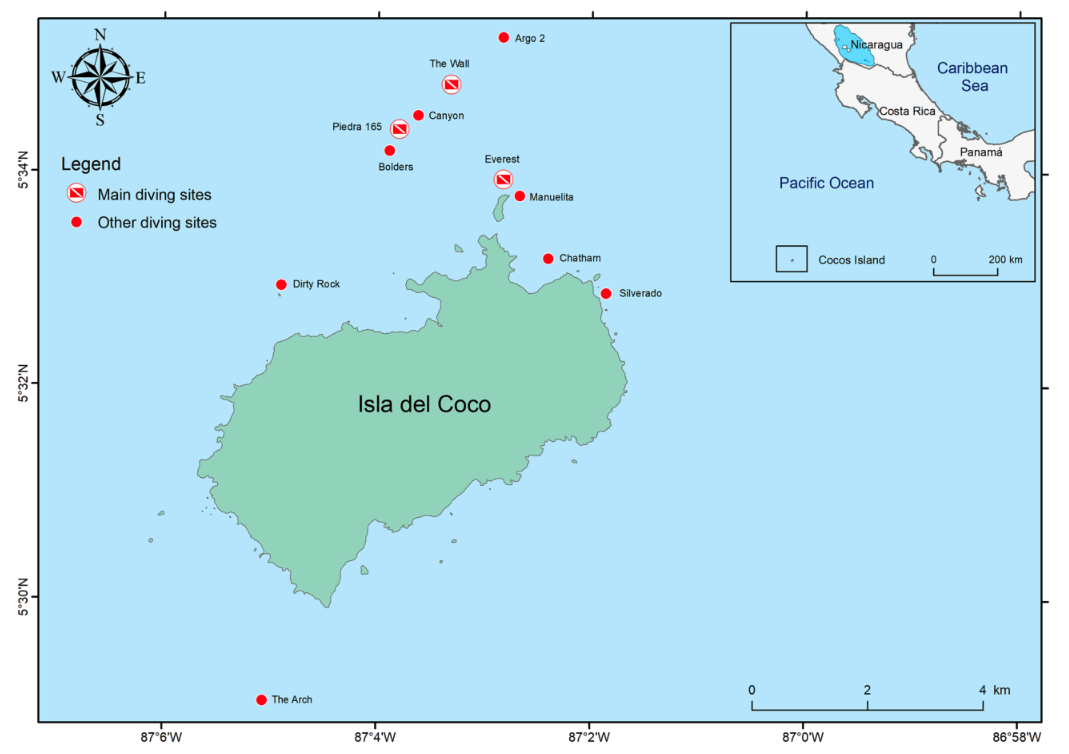 N
W E
S
Legend
Main diving sites
Other diving sites
Argo 2
The Wall
Canyon
Piedra 165
Bolders
Everest
Manuelita
Chatham
Dirty Rock
Silverado
Isla del Coco
The Arch
Nicaragua
Caribbean
Sea
Costa Rica
Panamá
Pacific Ocean
Cocos Island
0 200 km
0 2 4 km
5°34'N
5°32'N
5°30'N
87°6'W 87°4'W 87°2'W 87°0'W 86°58'W